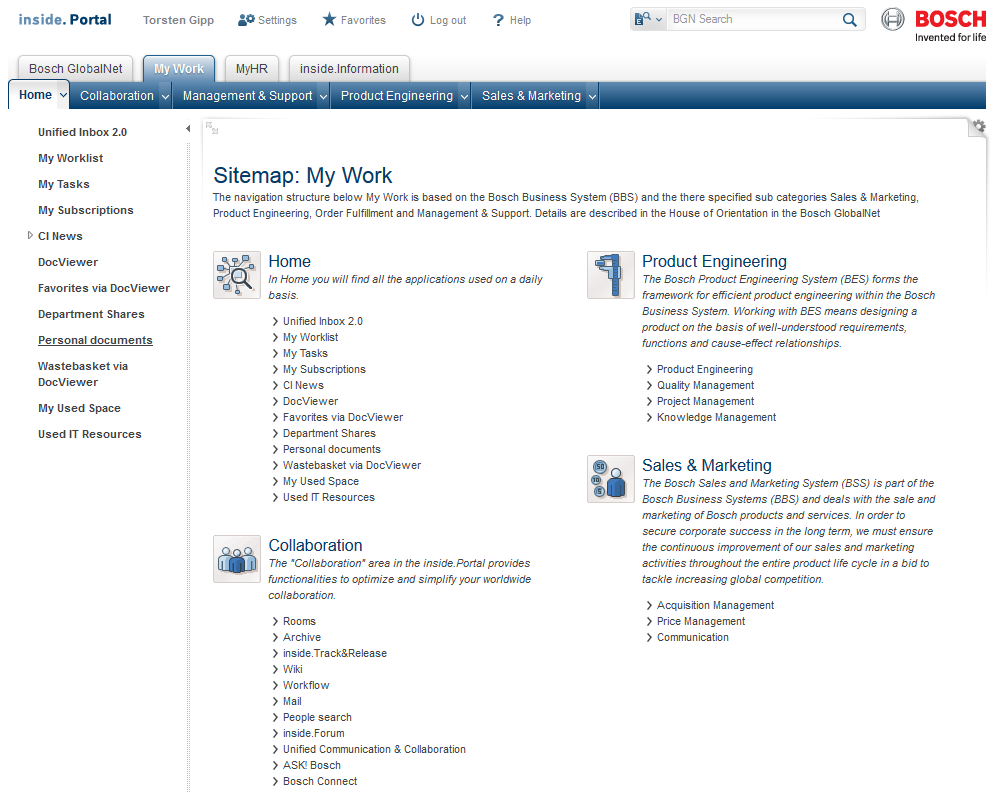 inside. Portal
Torsten Gipp
Settings
Favorites
Log out
? Help
BGN Search
BOSCH
Invented for life
Bosch GlobalNet
My Work
MyHR
inside.Information
Home
Collaboration
Management & Support
Product Engineering
Sales & Marketing
Unified Inbox 2.0
My Worklist
My Tasks
My Subscriptions
CI News
DocViewer
Favorites via DocViewer
Department Shares
Personal documents
Wastebasket via
DocViewer
My Used Space
Used IT Resources
Sitemap: My Work
The navigation structure below My Work is based on the Bosch Business System (BBS) and the there specified sub categories Sales & Marketing,
Product Engineering, Order Fulfillment and Management & Support. Details are described in the House of Orientation in the Bosch GlobalNet
Home
In Home you will find all the applications used on a daily
basis.
Unified Inbox 2.0
My Worklist
My Tasks
My Subscriptions
CI News
DocViewer
Favorites via DocViewer
Department Shares
Personal documents
Wastebasket via DocViewer
My Used Space
Used IT Resources
Collaboration
The "Collaboration" area in the inside.Portal provides
functionalities to optimize and simplify your worldwide
collaboration.
Rooms
Archive
inside.Track&Release
Wiki
Workflow
Mail
People search
inside.Forum
Unified Communication & Collaboration
ASK! Bosch
Bosch Connect
Product Engineering
The Bosch Product Engineering System (BES) forms the
framework for efficient product engineering within the Bosch
Business System. Working with BES means designing a
product on the basis of well-understood requirements,
functions and cause-effect relationships.
Product Engineering
Quality Management
Project Management
Knowledge Management
50
10
5
Sales & Marketing
The Bosch Sales and Marketing System (BSS) is part of the
Bosch Business Systems (BBS) and deals with the sale and
marketing of Bosch products and services. In order to
secure corporate success in the long term, we must ensure
the continuous improvement of our sales and marketing
activities throughout the entire product life cycle in a bid to
tackle increasing global competition.
Acquisition Management
Price Management
Communication